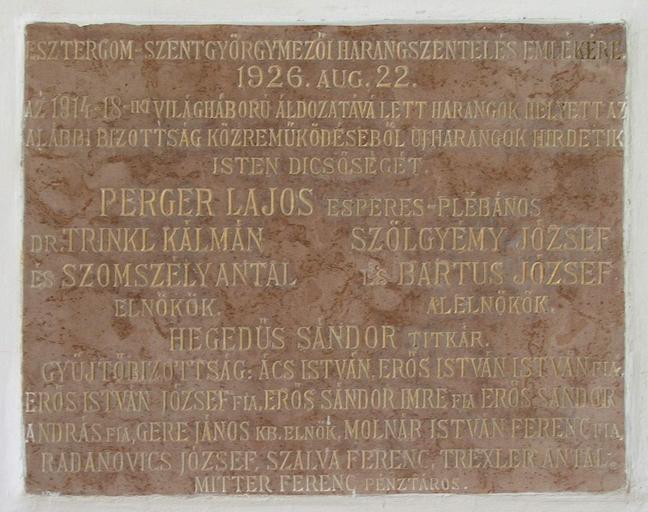 ESZTERGOM-SZENTGYÖRGYMEZŐI HARANGSZENTELÉS EMLÉKÉRE
1926. AUG. 22.
AZ 1914-18-IKI VILÁGHÁBORÚ ÁLDOZATÁVÁ LETT HARANGOK HELYETT AZ
ALÁBBI BIZOTTSÁG KÖZREMŰKÖDÉSÉBŐL ÚJ HARANGOK HIRDETIK
ISTEN DICSŐSÉGÉT.
PERGER LAJOS ESPERES-PLÉBÁNOS
DR. TRINKL KÁLMÁN SZÖLGYÉMY JÓZSEF
ÉS SZOMSZÉLY ANTAL ÉS BARTUS JÓZSEF
ELNÖKÖK. ALELNÖKÖK.
HEGEDŰS SÁNDOR TITKÁR.
GYŰJTŐBIZOTTSÁG: ÁCS ISTVÁN, ERŐS ISTVÁN ISTVÁN FIA,
ERŐS ISTVÁN JÓZSEF FIA, ERŐS SÁNDOR IMRE FIA ERŐS SÁNDOR
ANDRÁS FIA, GERE JÁNOS KB. ELNÖK, MOLNÁR ISTVÁN FERENC FIA,
RADANOVICS JÓZSEF, SZALVA FERENC, TREXLER ANTAL,
MITTER FERENC PÉNZTÁROS.